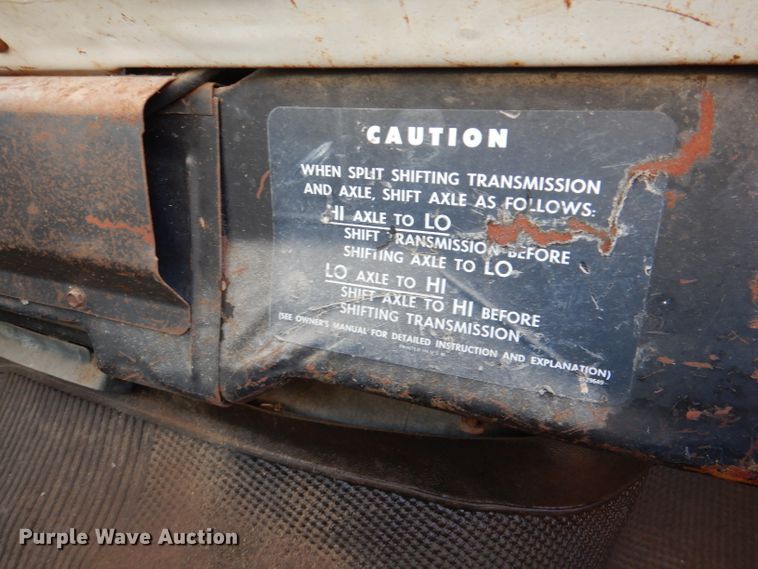 CAUTION
WHEN SPLIT SHIFTING TRANSMISSION
AND AXLE, SHIFT AXLE AS FOLLOWS:
HI AXLE TO LO
SHIFT TRANSMISSION BEFORE
SHIFTING AXLE TO LO
LO AXLE TO HI
SHIFT AXLE TO HI BEFORE
SHIFTING TRANSMISSION
(SEE OWNER'S MANUAL FOR DETAILED INSTRUCTION AND EXPLANATION)
PRINTED IN U.S.A.
Purple Wave Auction